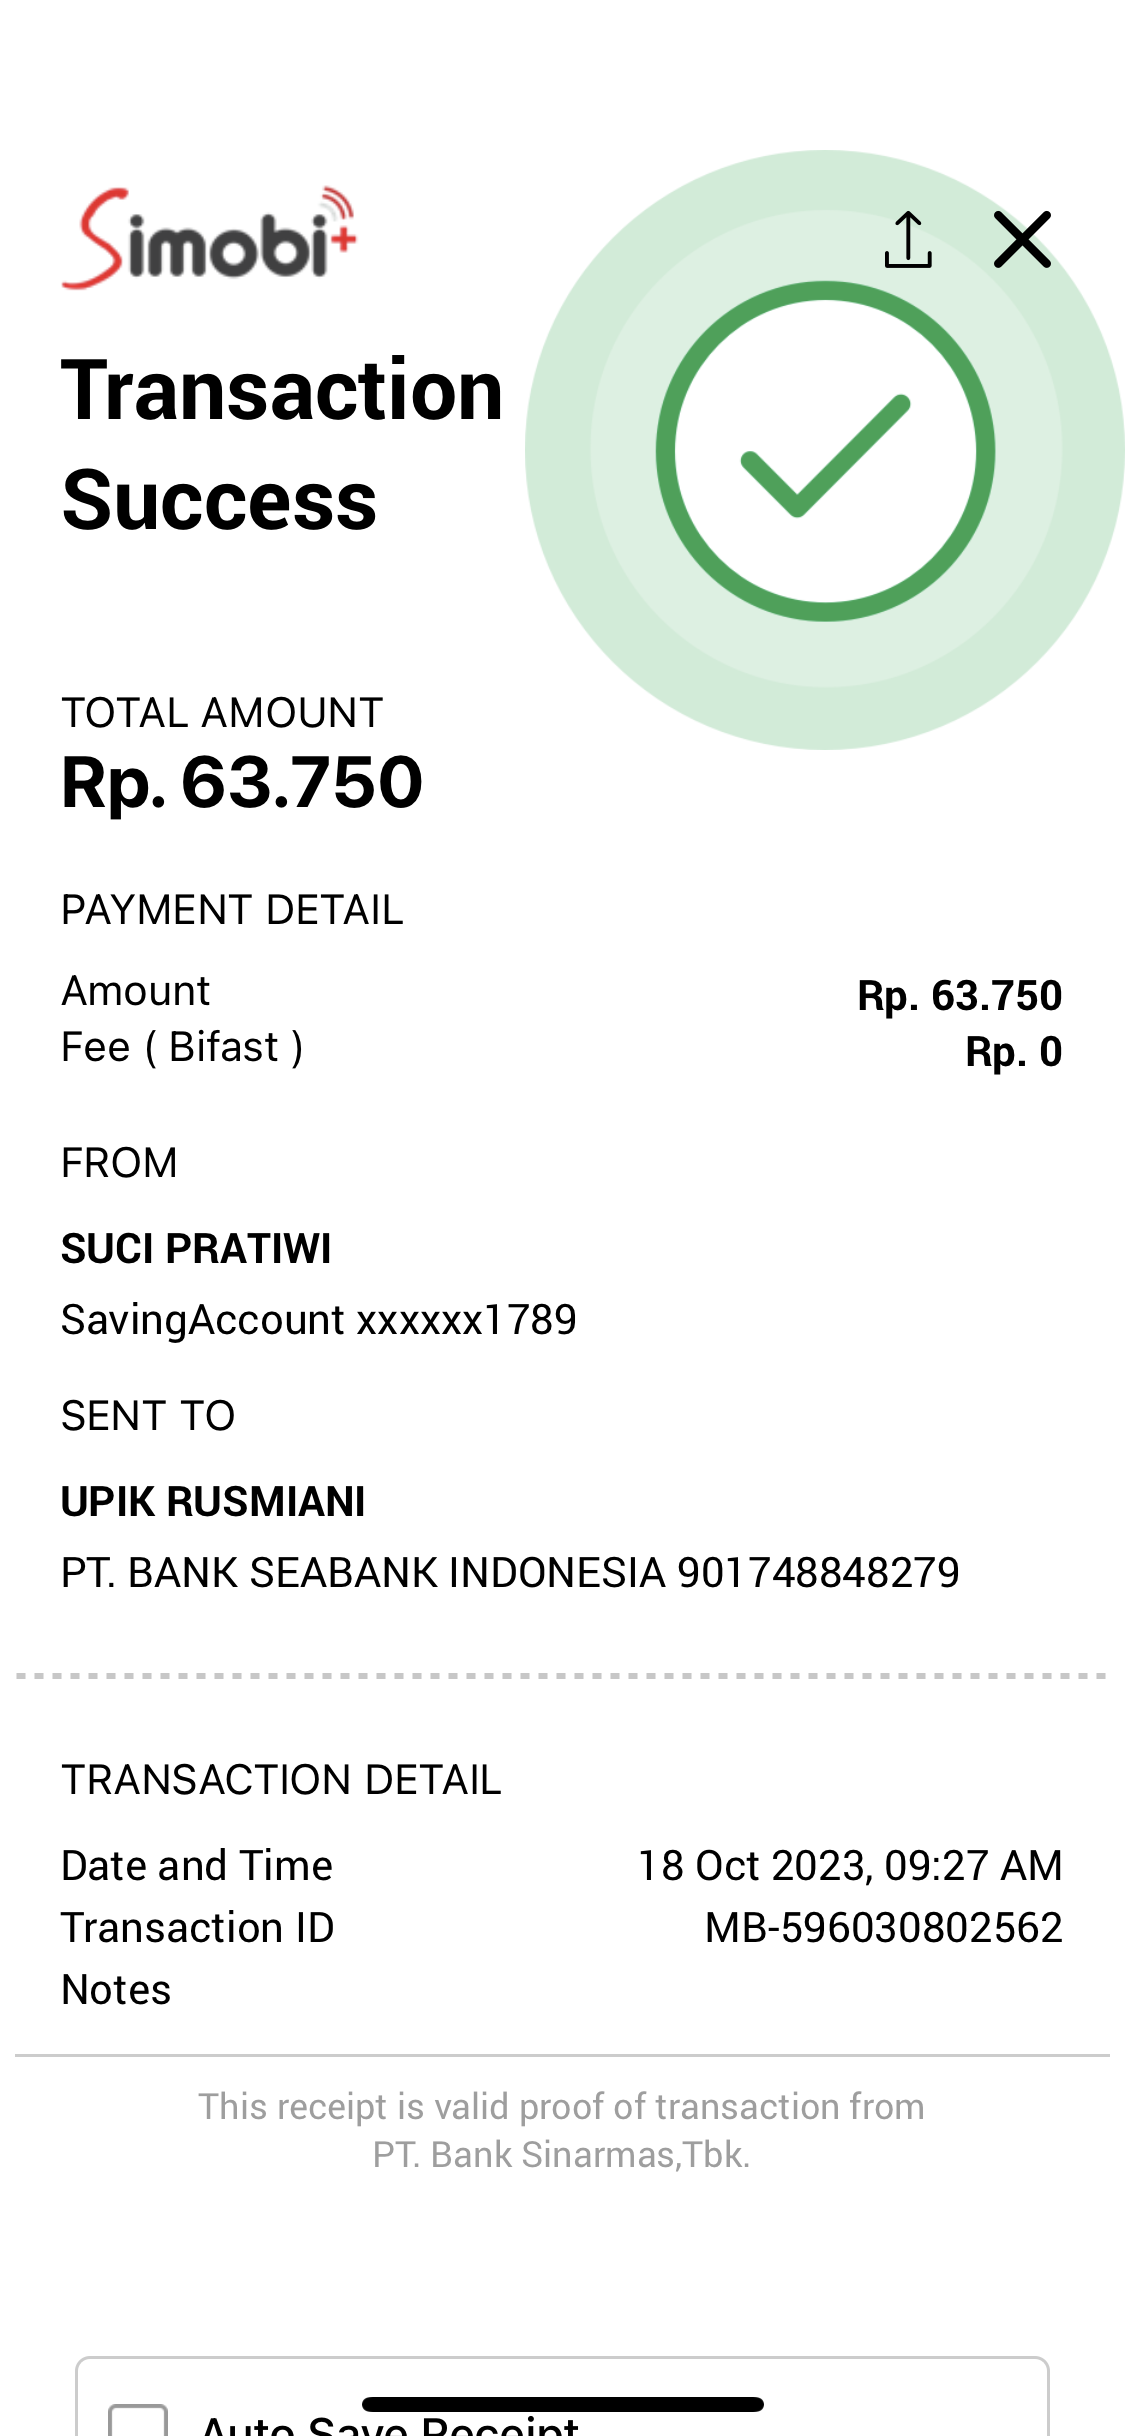 Simobi+
Transaction
Success
TOTAL AMOUNT
Rp. 63.750
PAYMENT DETAIL
Amount Rp. 63.750
Fee ( Bifast ) Rp. 0
FROM
SUCI PRATIWI
SavingAccount xxxxxx1789
SENT TO
UPIK RUSMIANI
PT. BANK SEABANK INDONESIA 901748848279
TRANSACTION DETAIL
Date and Time 18 Oct 2023, 09:27 AM
Transaction ID MB-596030802562
Notes
This receipt is valid proof of transaction from
PT. Bank Sinarmas,Tbk.
Auto Save Receipt